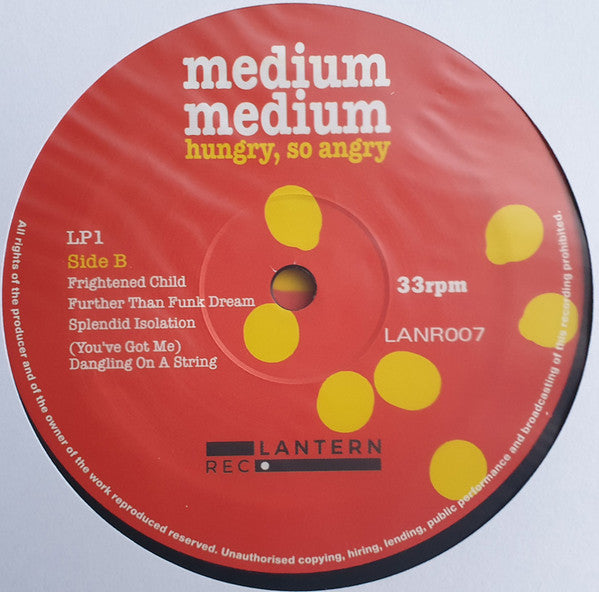 medium
medium
hungry, so angry
LP1
Side B
Frightened Child
Further Than Funk Dream
Splendid Isolation
(You've Got Me)
Dangling On A String
33rpm
LANR007
LANTERN
REC
All rights of the producer and of the owner of the work reproduced reserved. Unauthorised copying, hiring, lending, public performance and broadcasting of this recording prohibited.